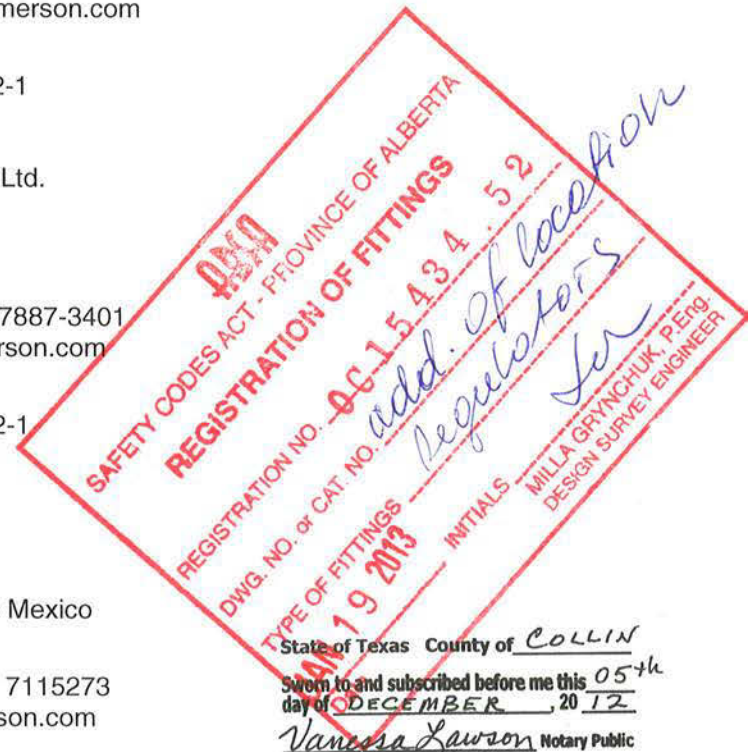 merson.com
2-1
Ltd.
7887-3401
rson.com
2-1
Mexico
7115273
son.com
ABSA
SAFETY CODES ACT - PROVINCE OF ALBERTA
REGISTRATION OF FITTINGS
REGISTRATION NO. 0C15434.52
DWG. NO. or CAT. NO. add. of location
TYPE OF FITTINGS regulators
JAN 19 2013
INITIALS
MILLA GRYNCHUK, P.Eng.
DESIGN SURVEY ENGINEER
State of Texas County of COLLIN
Sworn to and subscribed before me this 05th
day of DECEMBER, 20 12
Vanessa Lawson Notary Public